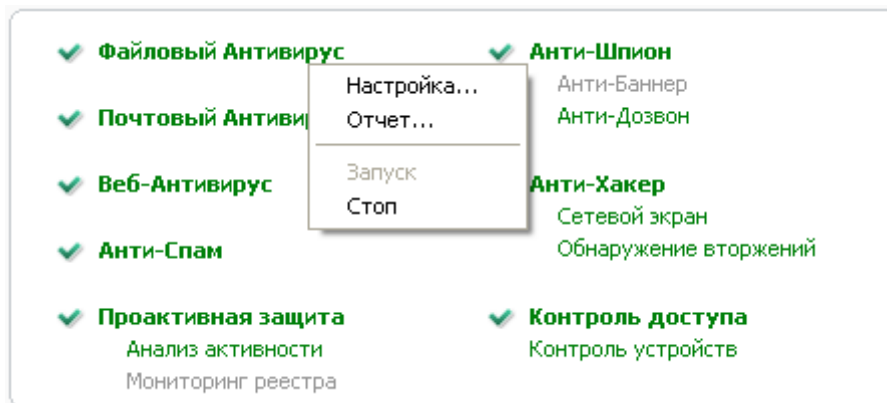 Файловый Антивирус
Почтовый Антиви
Веб-Антивирус
Анти-Спам
Проактивная защита
Анализ активности
Мониторинг реестра
Настройка...
Отчет...
Запуск
Стоп
Анти-Шпион
Анти-Баннер
Анти-Дозвон
Анти-Хакер
Сетевой экран
Обнаружение вторжений
Контроль доступа
Контроль устройств